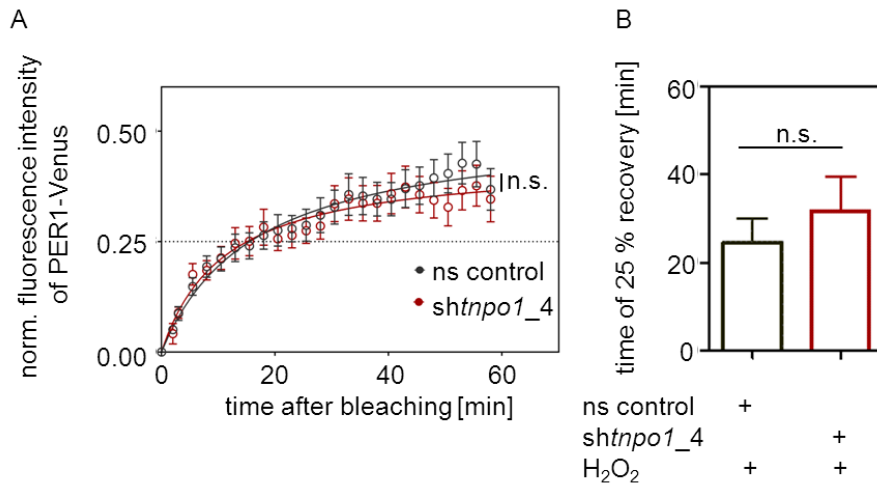 A
norm. fluorescence intensity
of PER1-Venus
0.50
0.25
0.00
n.s.
ns control
shtnpo1_4
0
20
40
60
time after bleaching [min]
B
time of 25 % recovery [min]
60
40
20
0
n.s.
ns control +
shtnpo1_4 +
H₂O₂ + +